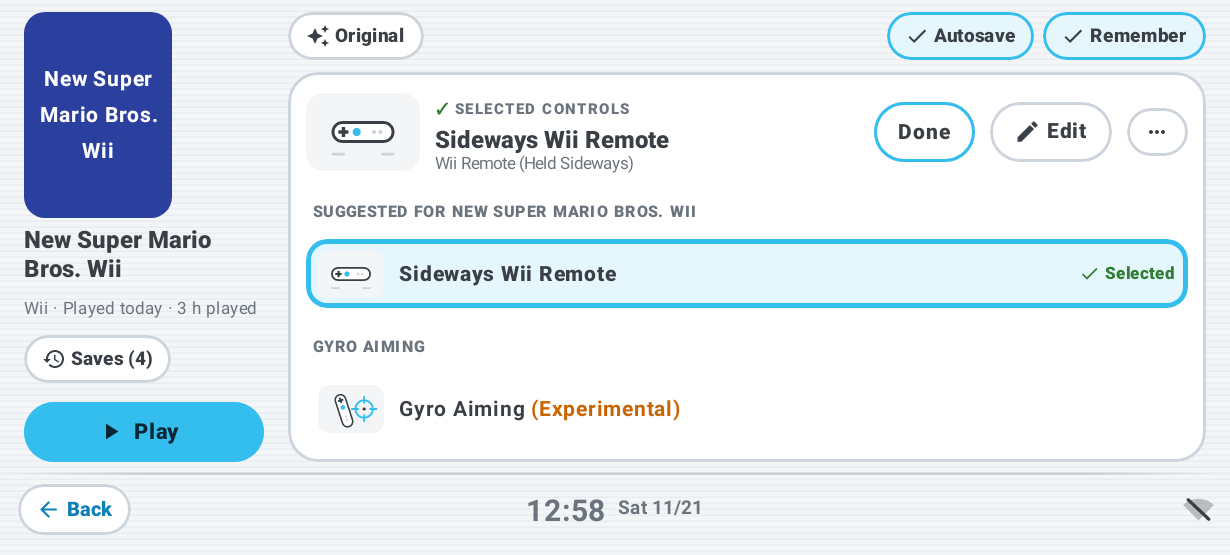 New Super
Mario Bros.
Wii
New Super Mario
Bros. Wii
Wii · Played today · 3 h played
Saves (4)
Play
Original
Autosave
Remember
✓ SELECTED CONTROLS
Sideways Wii Remote
Wii Remote (Held Sideways)
Done
Edit
SUGGESTED FOR NEW SUPER MARIO BROS. WII
Sideways Wii Remote
Selected
GYRO AIMING
Gyro Aiming (Experimental)
Back
12:58 Sat 11/21